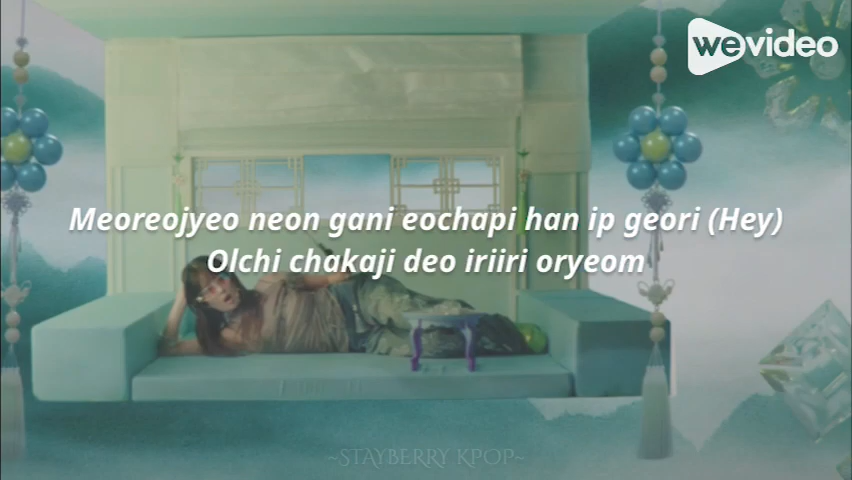 wevideo
Meoreojyeo neon gani eochapi han ip geori (Hey)
Olchi chakaji deo iriiri oryeom
~STAYBERRY KPOP~